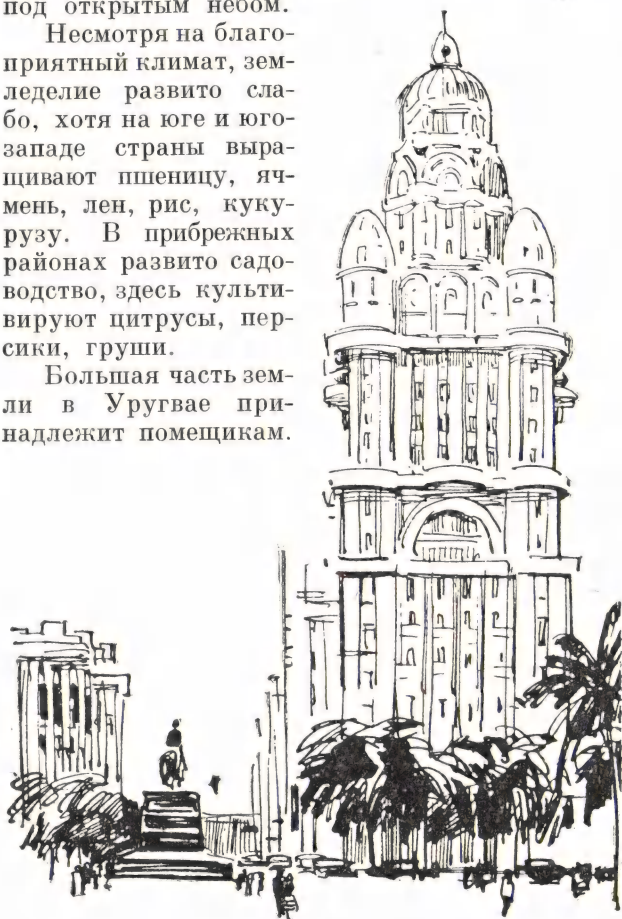 под открытым небом.
Несмотря на благо-
приятный климат, зем-
леделие развито сла-
бо, хотя на юге и юго-
западе страны выра-
щивают пшеницу, яч-
мень, лен, рис, куку-
рузу. В прибрежных
районах развито садо-
водство, здесь культи-
вируют цитрусы, пер-
сики, груши.
Большая часть зем-
ли в Уругвае при-
надлежит помещикам.